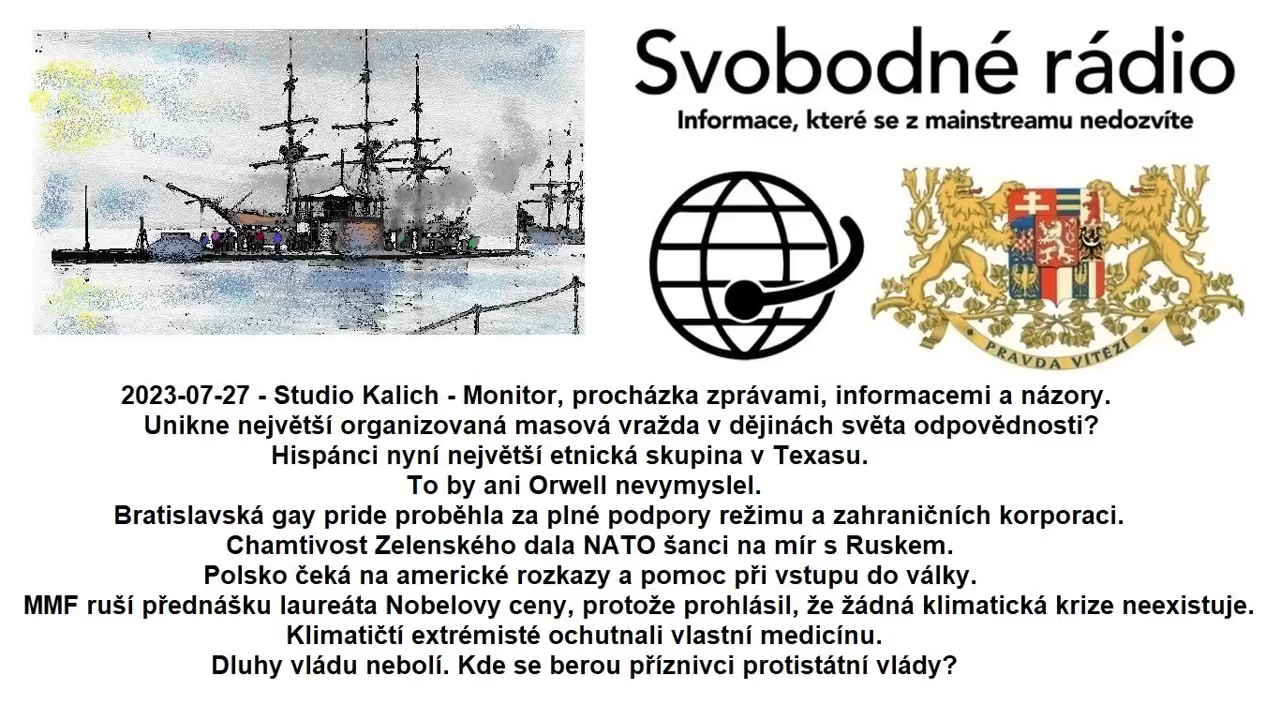 Svobodné rádio
Informace, které se z mainstreamu nedozvíte
PRAVDA VÍTĚZÍ
2023-07-27 - Studio Kalich - Monitor, procházka zprávami, informacemi a názory.
Unikne největší organizovaná masová vražda v dějinách světa odpovědnosti?
Hispánci nyní největší etnická skupina v Texasu.
To by ani Orwell nevymyslel.
Bratislavská gay pride proběhla za plné podpory režimu a zahraničních korporaci.
Chamtivost Zelenského dala NATO šanci na mír s Ruskem.
Polsko čeká na americké rozkazy a pomoc při vstupu do války.
MMF ruší přednášku laureáta Nobelovy ceny, protože prohlásil, že žádná klimatická krize neexistuje.
Klimatičtí extrémisté ochutnali vlastní medicínu.
Dluhy vládu nebolí. Kde se berou příznivci protistátní vlády?